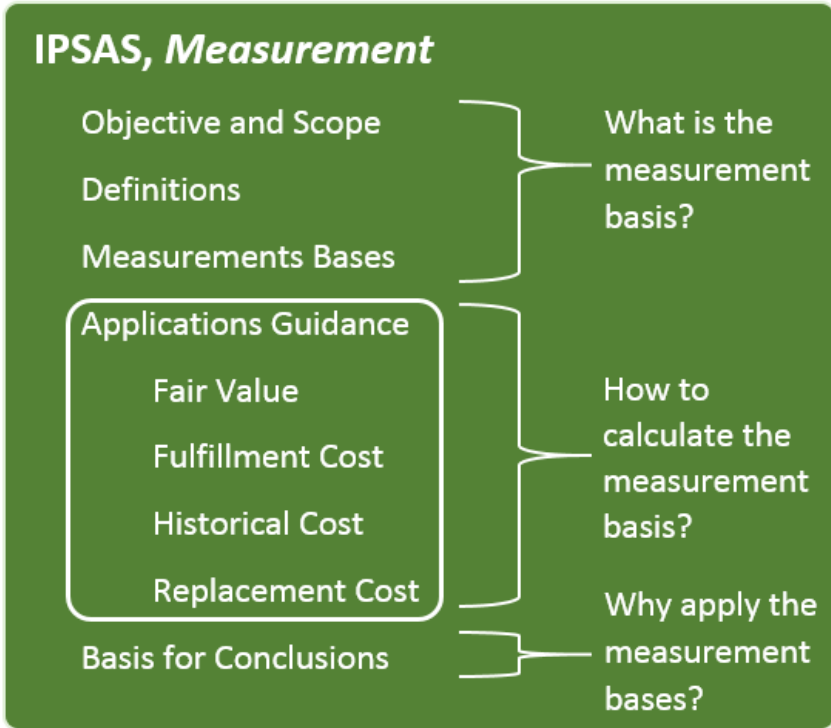 IPSAS, Measurement
Objective and Scope
Definitions
Measurements Bases
What is the
measurement
basis?
Applications Guidance
Fair Value
Fulfillment Cost
Historical Cost
Replacement Cost
How to
calculate the
measurement
basis?
Basis for Conclusions
Why apply the
measurement
bases?